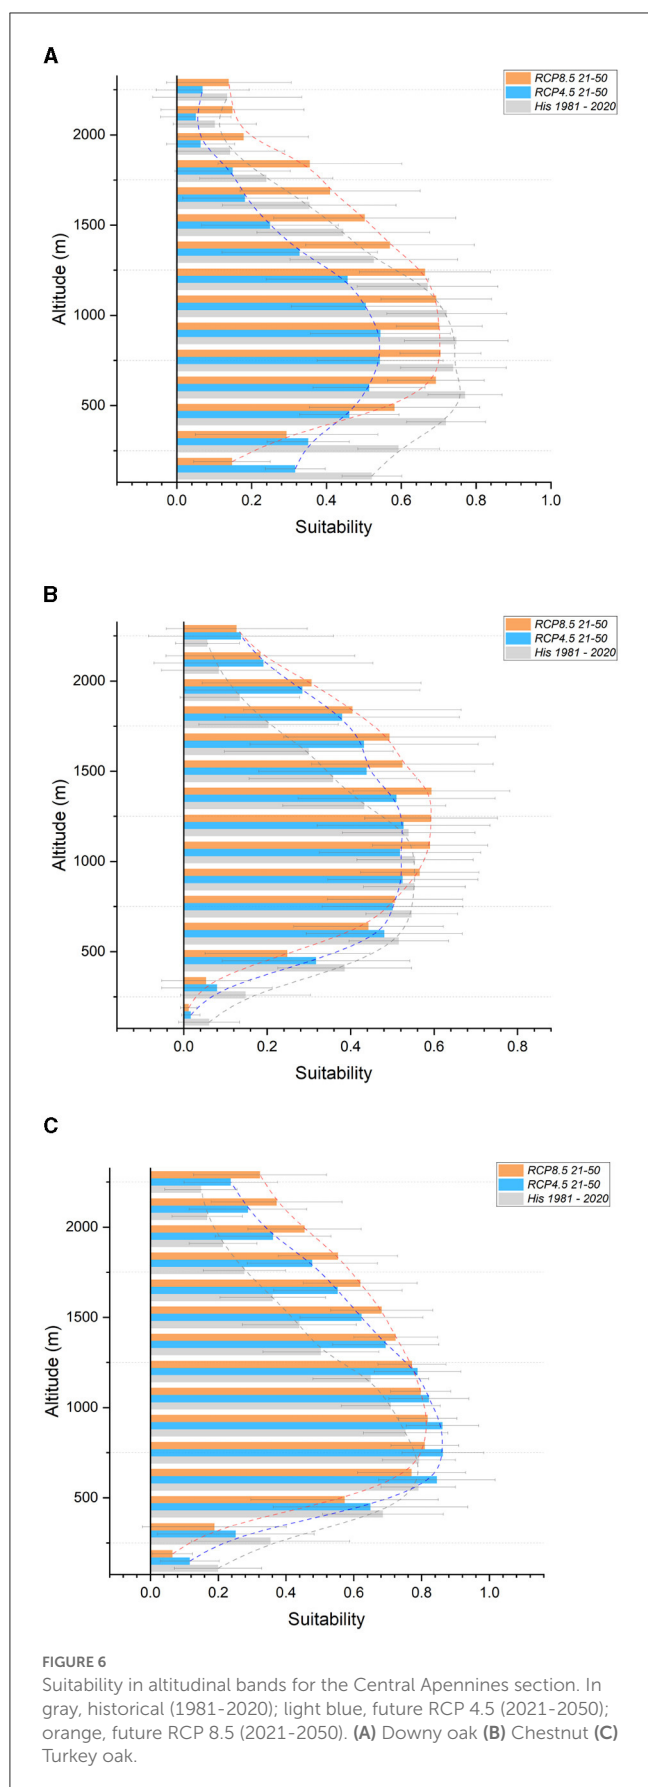 A
RCP8.5 21-50
RCP4.5 21-50
His 1981 - 2020
2000
1500
1000
500
Altitude (m)
0.0 0.2 0.4 0.6 0.8 1.0
Suitability
B
RCP8.5 21-50
RCP4.5 21-50
His 1981 - 2020
2000
1500
1000
500
Altitude (m)
0.0 0.2 0.4 0.6 0.8
Suitability
C
RCP8.5 21-50
RCP4.5 21-50
His 1981 - 2020
2000
1500
1000
500
Altitude (m)
0.0 0.2 0.4 0.6 0.8 1.0
Suitability
FIGURE 6
Suitability in altitudinal bands for the Central Apennines section. In
gray, historical (1981-2020); light blue, future RCP 4.5 (2021-2050);
orange, future RCP 8.5 (2021-2050). (A) Downy oak (B) Chestnut (C)
Turkey oak.